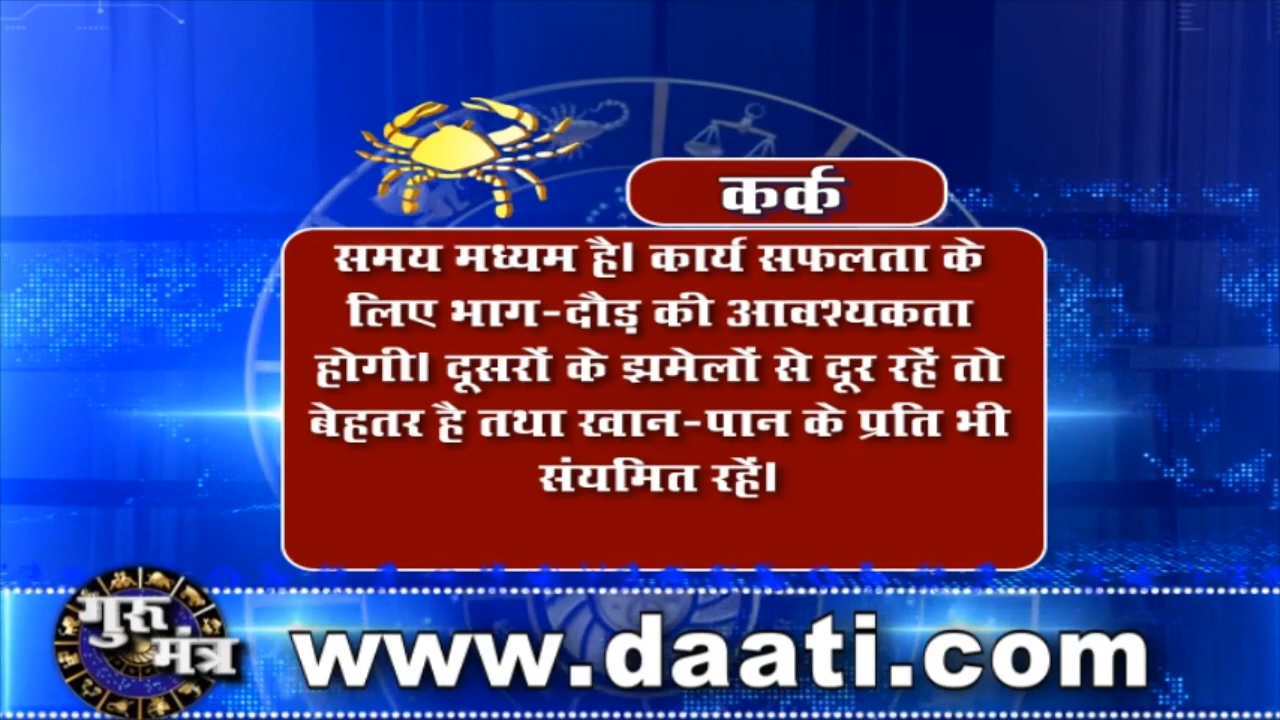 कर्क
समय मध्यम है। कार्य सफलता के
लिए भाग-दौड़ की आवश्यकता
होगी। दूसरों के झमेलों से दूर रहें तो
बेहतर है तथा खान-पान के प्रति भी
संयमित रहें।
गुरु
मंत्र
www.daati.com